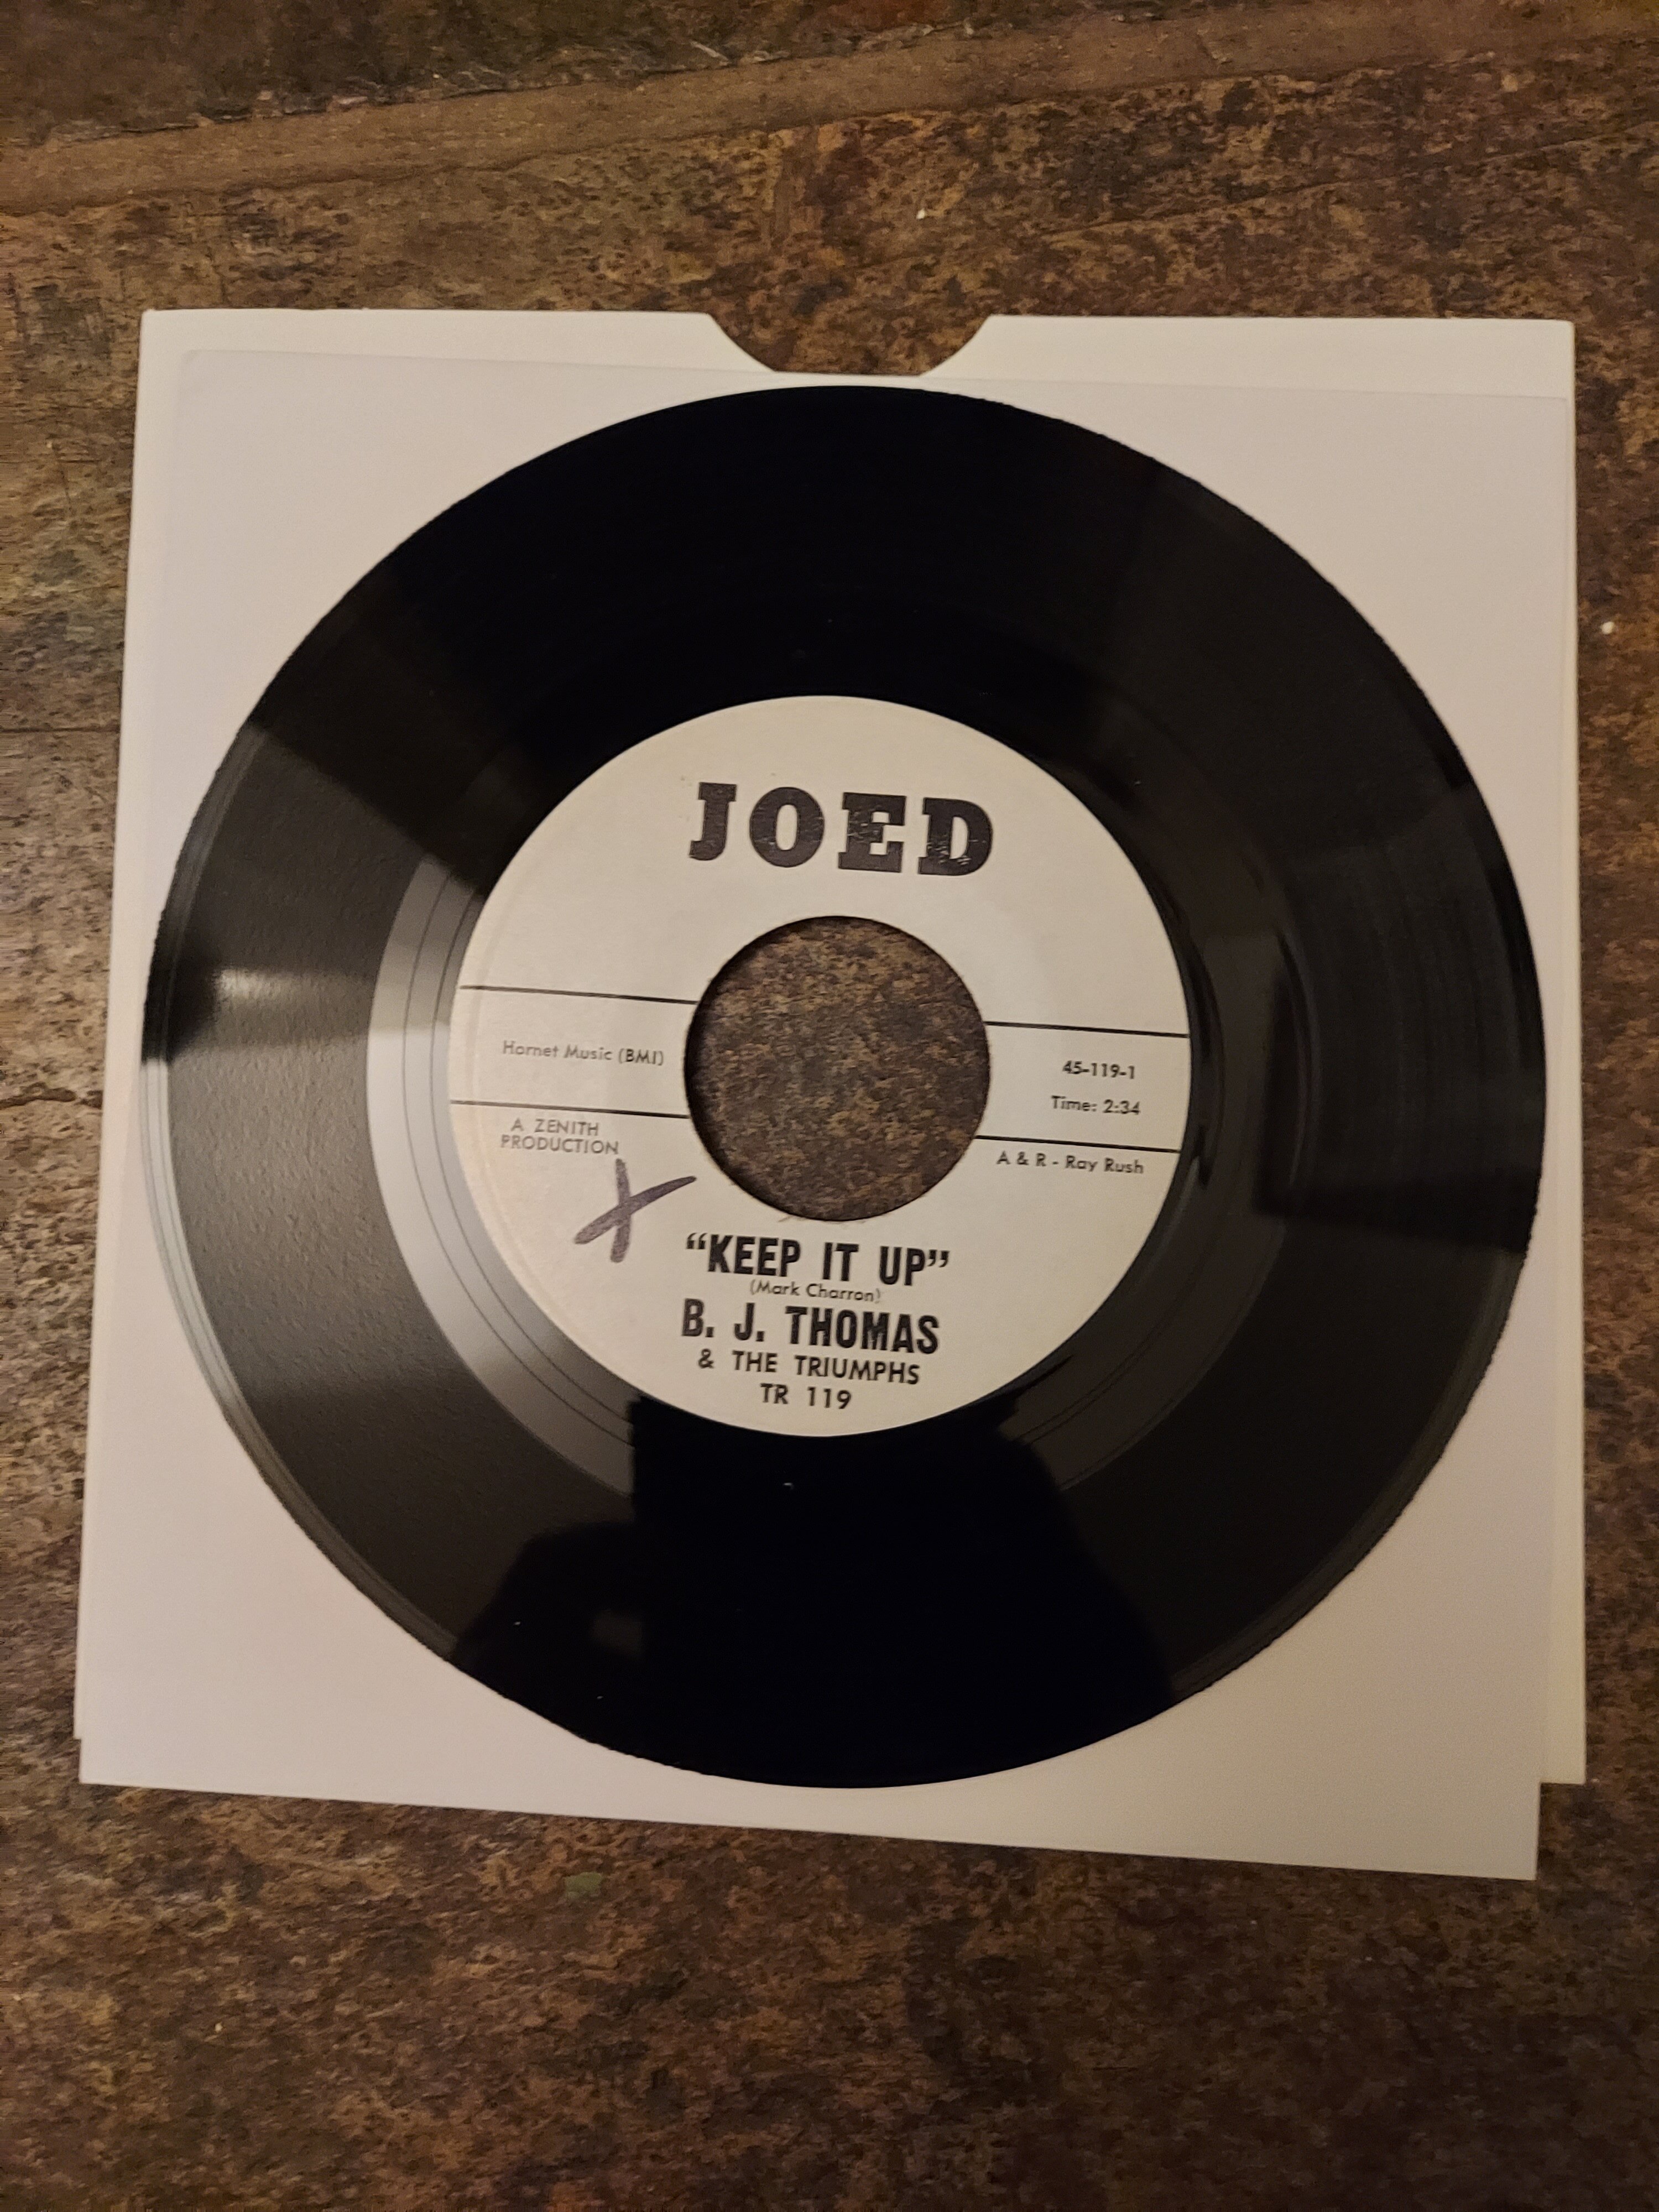 JOED
Hornet Music (BMI)
45-119-1
Time: 2:34
A ZENITH
PRODUCTION
A & R - Ray Rush
X
“KEEP IT UP”
(Mark Charron)
B. J. THOMAS
& THE TRIUMPHS
TR 119